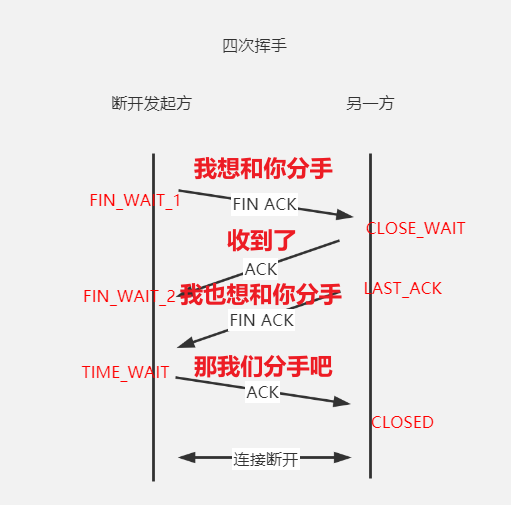 四次挥手
断开发起方
另一方
我想和你分手
FIN_WAIT_1
FIN ACK
CLOSE_WAIT
收到了
ACK
FIN_WAIT_2
我也想和你分手
LAST_ACK
FIN ACK
TIME_WAIT
那我们分手吧
ACK
CLOSED
连接断开